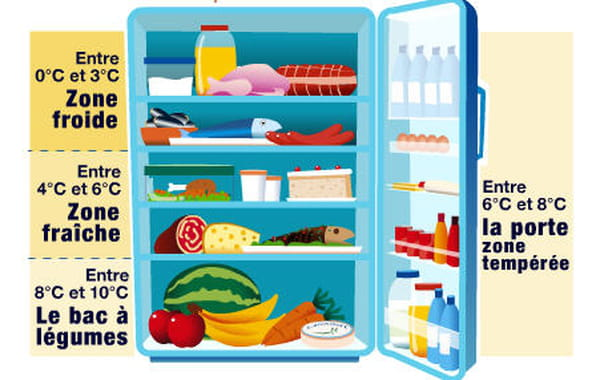 Entre
0°C et 3°C
Zone
froide
Entre
4°C et 6°C
Zone
fraîche
Entre
8°C et 10°C
Le bac à
légumes
Entre
6°C et 8°C
la porte
zone
tempérée